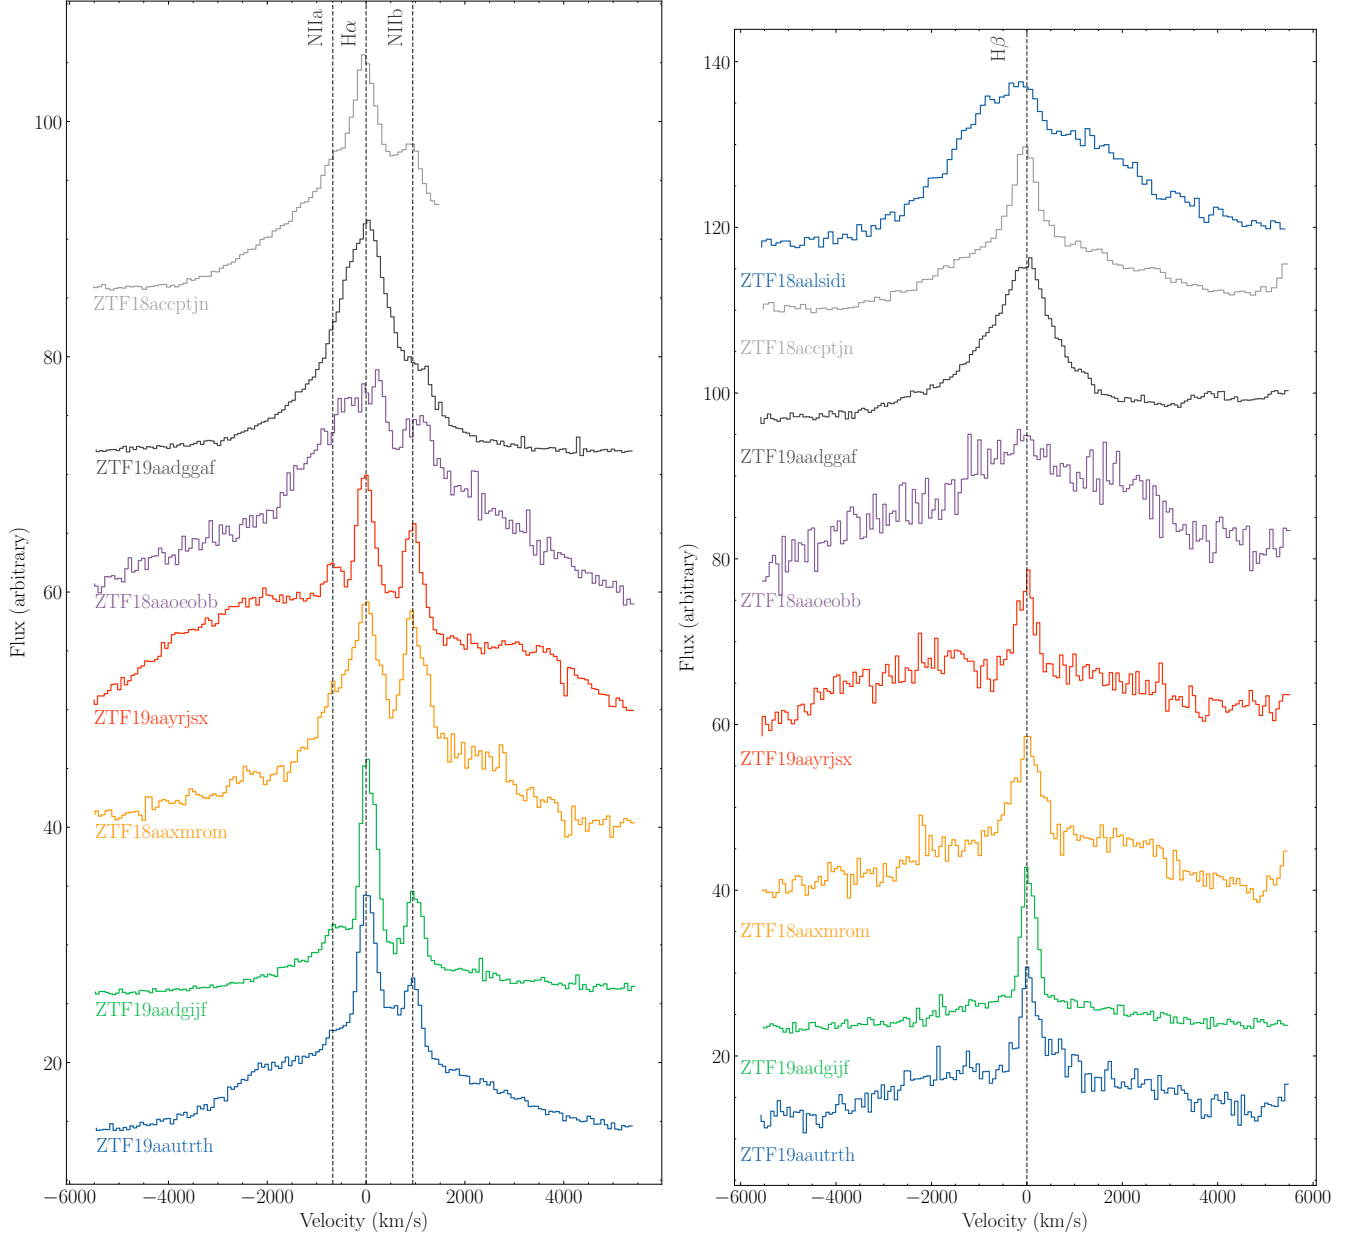 NIIa
Hα
NIIb
100
80
60
40
20
Flux (arbitrary)
ZTF18accptjn
ZTF19aadggaf
ZTF18aaoeobb
ZTF19aayrjsx
ZTF18aaxmrom
ZTF19aadgijf
ZTF19aautrth
−6000
−4000
−2000
0
2000
4000
Velocity (km/s)
Hβ
140
120
100
80
60
40
20
Flux (arbitrary)
ZTF18aalsidi
ZTF18accptjn
ZTF19aadggaf
ZTF18aaoeobb
ZTF19aayrjsx
ZTF18aaxmrom
ZTF19aadgijf
ZTF19aautrth
−6000
−4000
−2000
0
2000
4000
6000
Velocity (km/s)